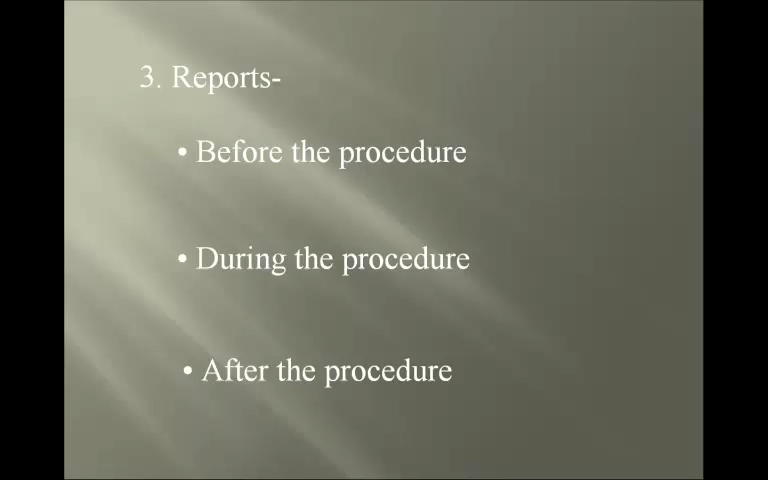 3. Reports-
• Before the procedure
• During the procedure
• After the procedure